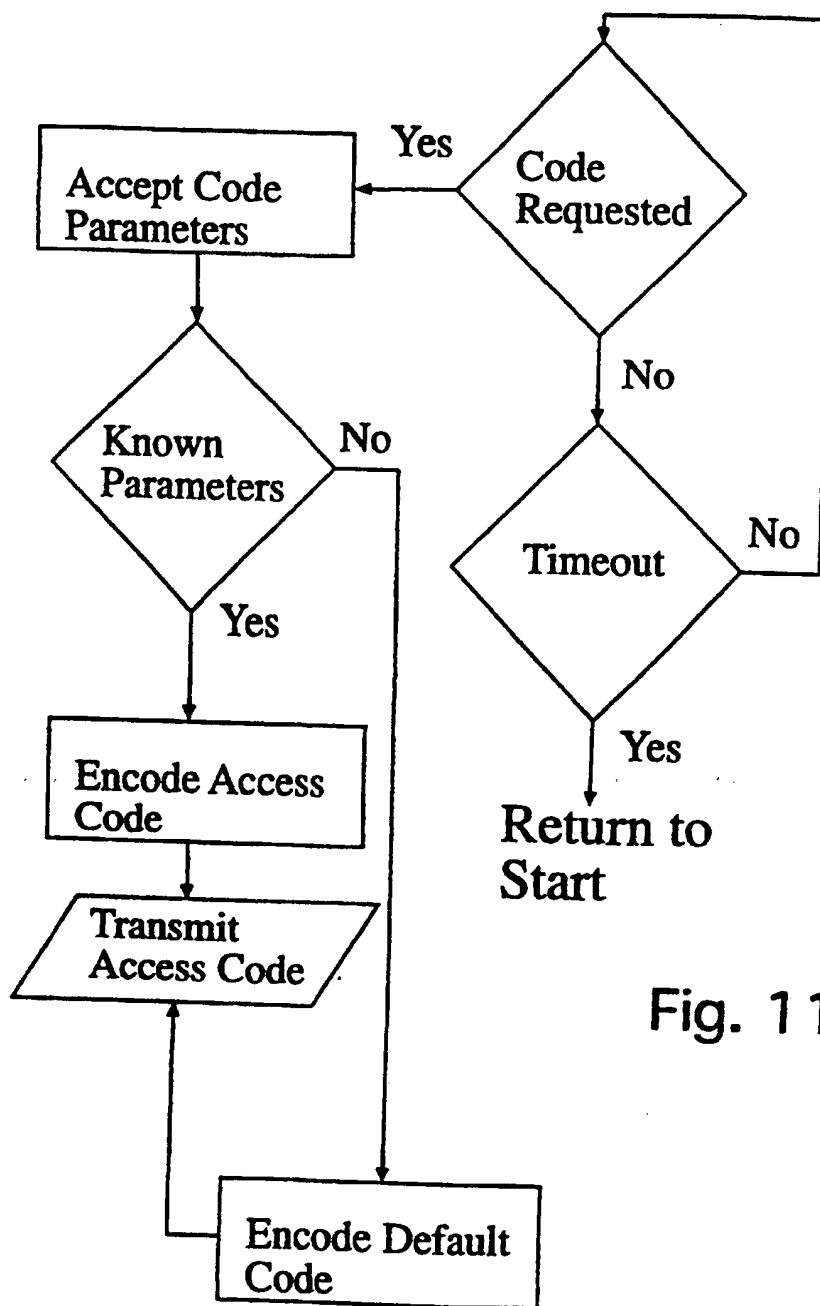 Yes
Code
Requested
Accept Code
Parameters
No
Known
Parameters
No
Timeout
No
Yes
Encode Access
Code
Yes
Return to
Start
Transmit
Access Code
Fig. 11
Encode Default
Code